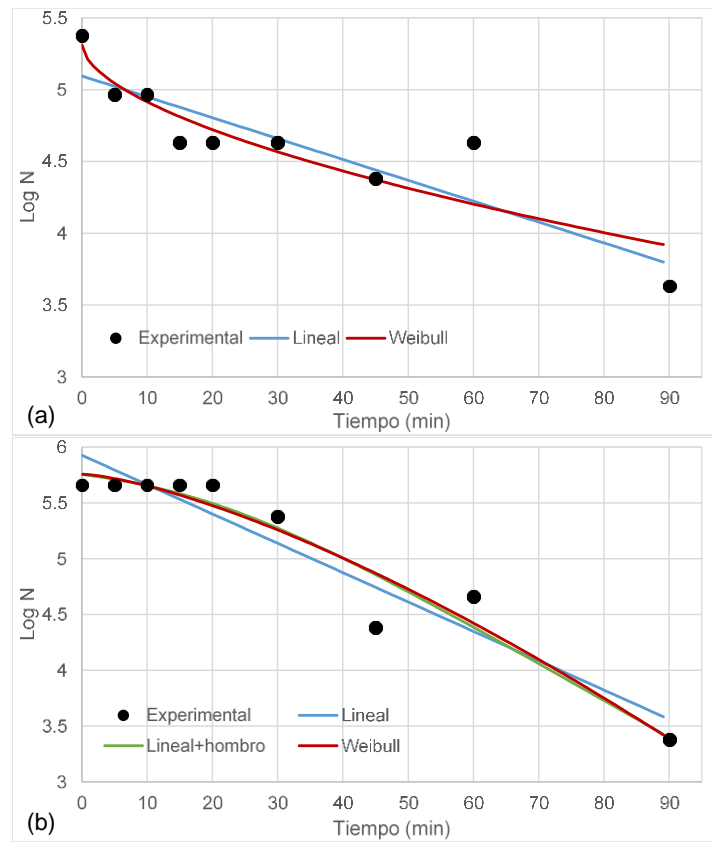 5.5
5
4.5
4
3.5
3
Log N
Experimental Lineal Weibull
0 10 20 30 40 50 60 70 80 90
Tiempo (min)
(a)
6
5.5
5
4.5
4
3.5
3
Log N
Experimental Lineal
Lineal+hombro Weibull
0 10 20 30 40 50 60 70 80 90
Tiempo (min)
(b)